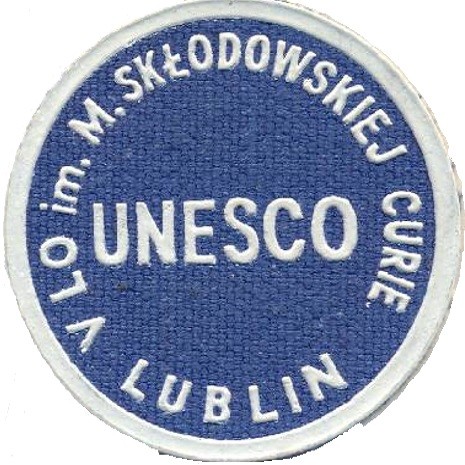 V LO im. M. SKŁODOWSKIEJ CURIE
UNESCO
LUBLIN